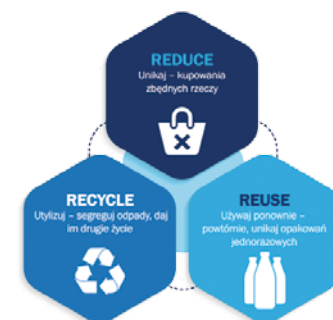 REDUCE
Unikaj – kupowania
zbędnych rzeczy
RECYCLE
Utylizuj – segreguj odpady, daj
im drugie życie
REUSE
Używaj ponownie –
powtórnie, unikaj opakowań
jednorazowych